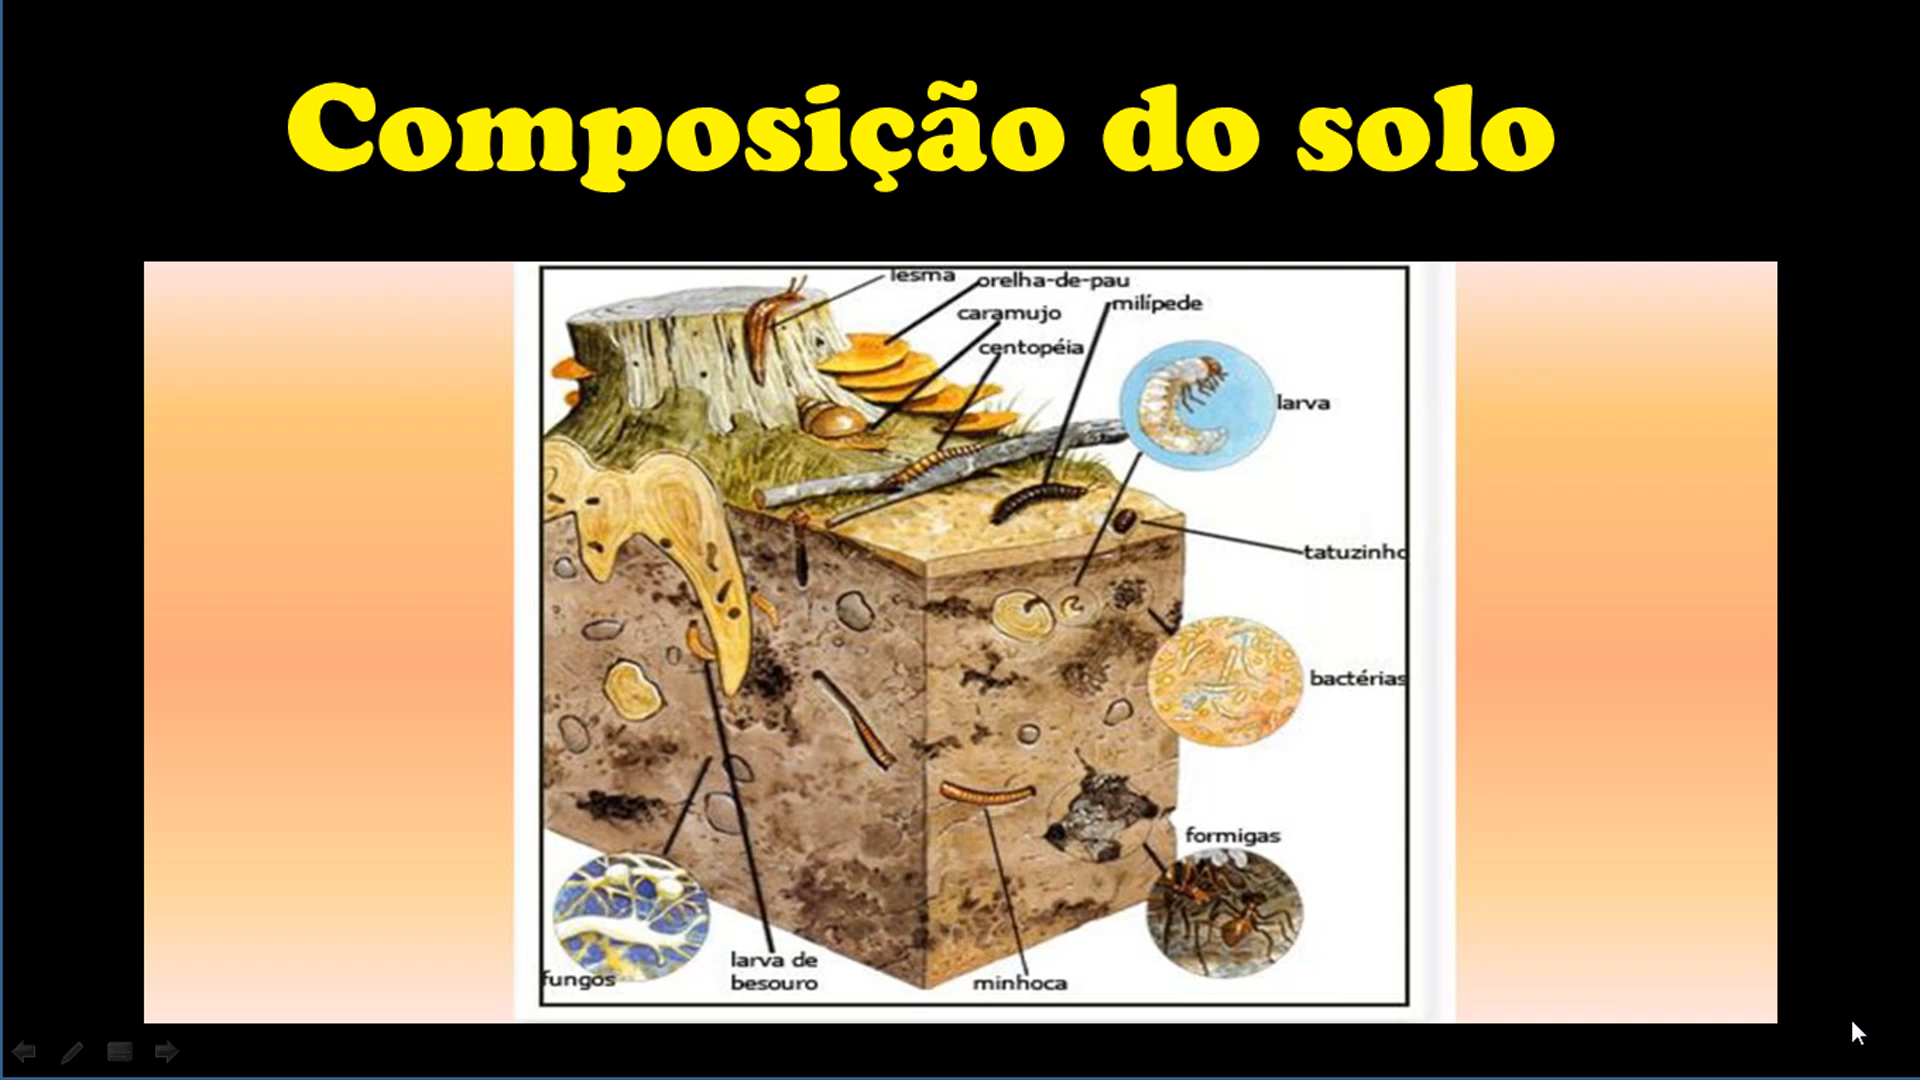 Composição do solo
lesma
orelha-de-pau
milípede
caramujo
centopéia
larva
tatuzinho
bactérias
formigas
larva de
besouro
fungos
minhoca